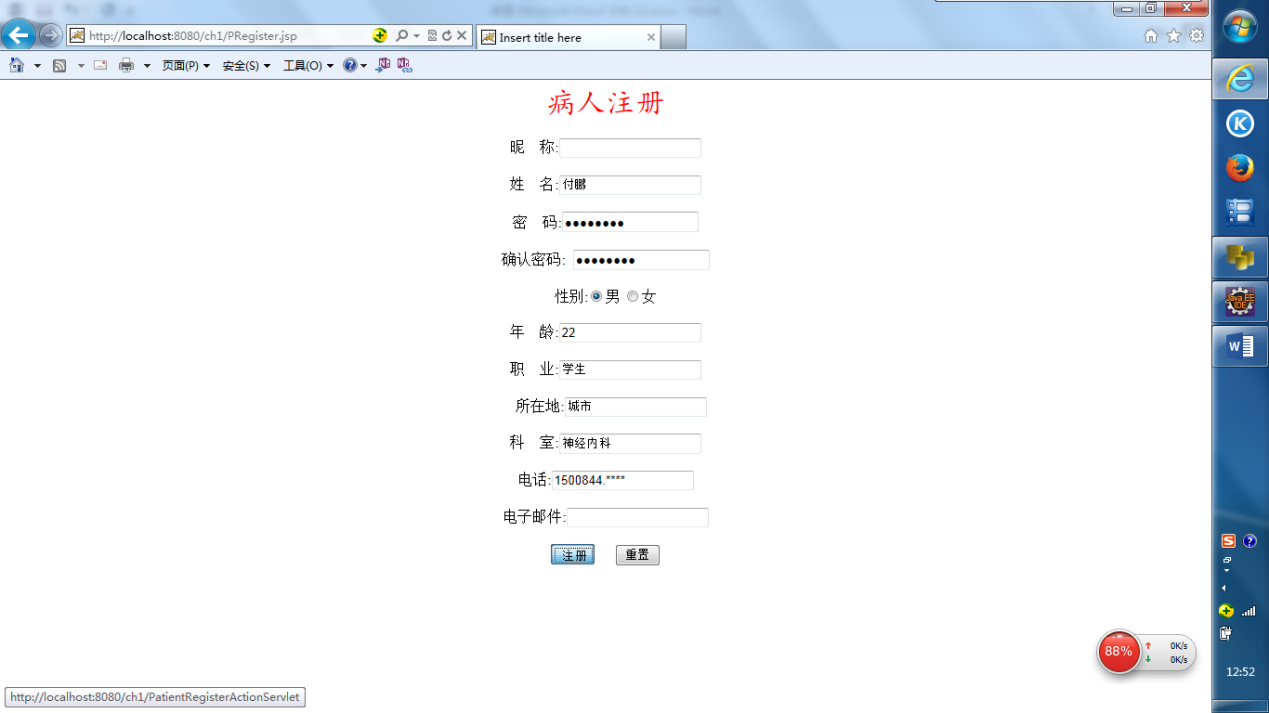 http://localhost:8080/ch1/PRegister.jsp
Insert title here
页面(P) 安全(S) 工具(O)
病人注册
昵 称:
姓 名:付鹏
密 码:••••••••
确认密码: ••••••••
性别: 男 女
年 龄:22
职 业:学生
所在地:城市
科 室:神经内科
电话:1500844.****
电子邮件:
注册 重置
88%
0K/s
0K/s
12:52
http://localhost:8080/ch1/PatientRegisterActionServlet